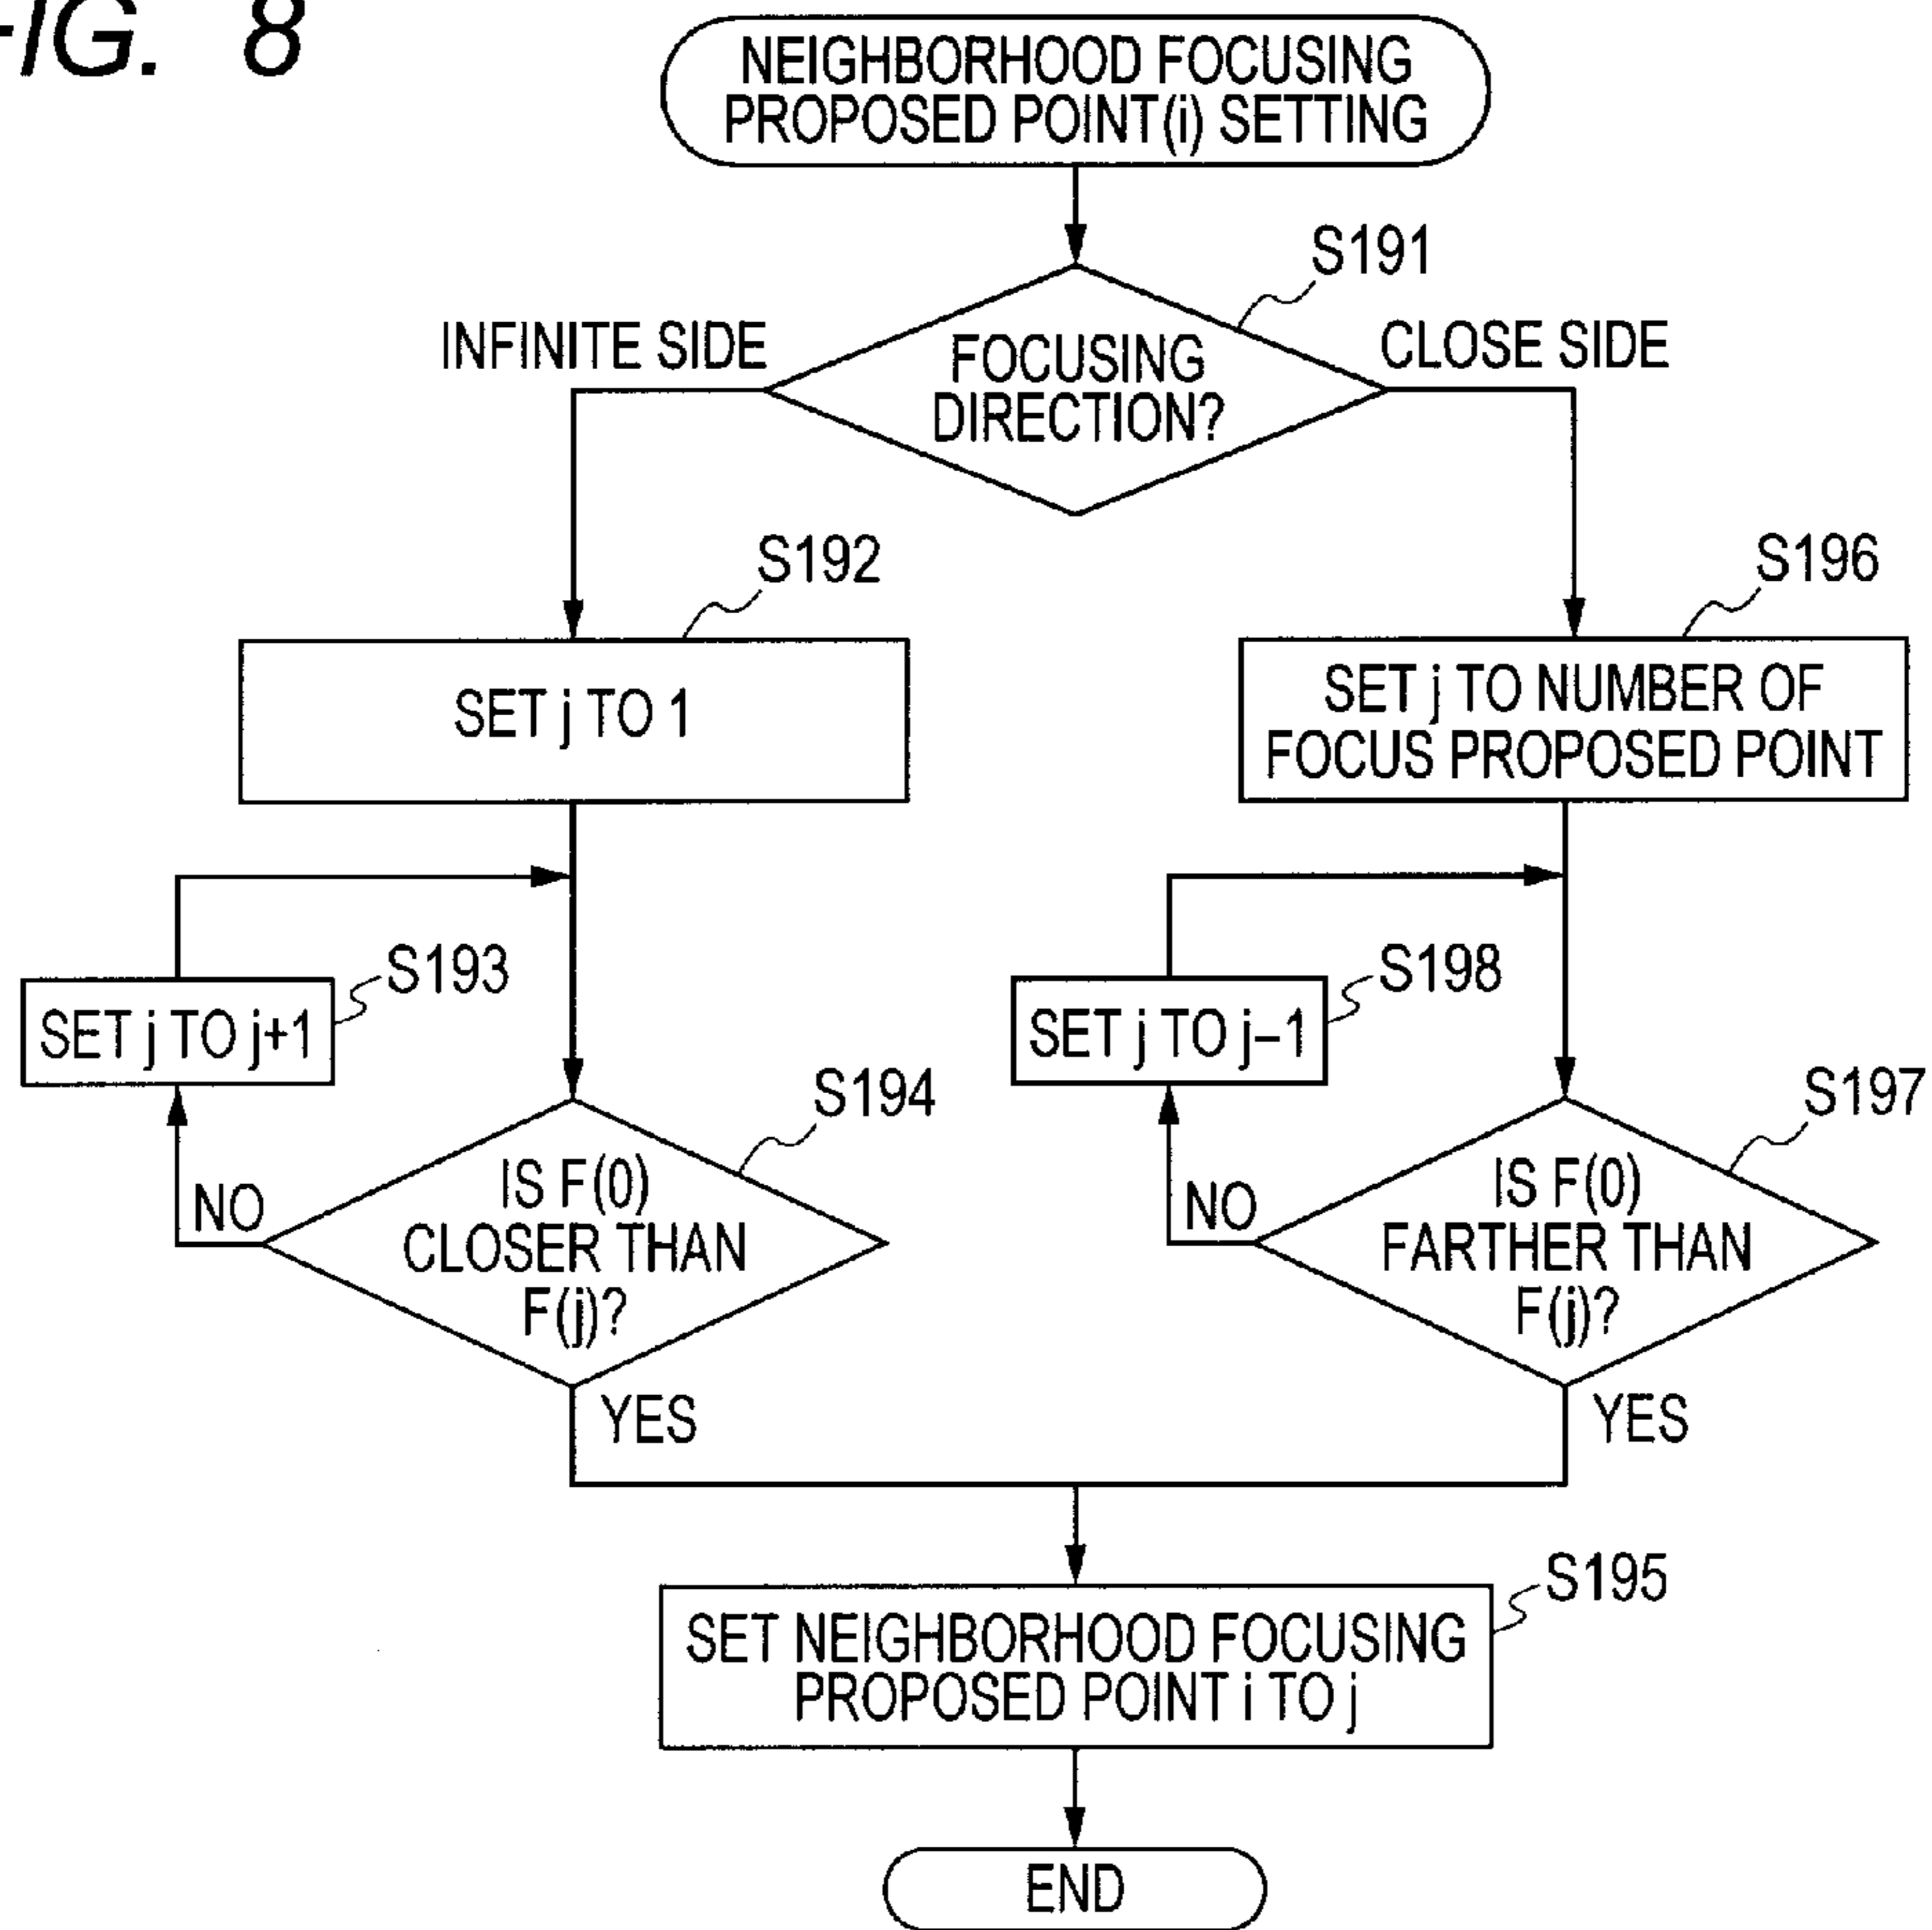 FIG. 8
NEIGHBORHOOD FOCUSING
PROPOSED POINT(i) SETTING
S191
INFINITE SIDE
FOCUSING
DIRECTION?
CLOSE SIDE
S192
SET j TO 1
S196
SET j TO NUMBER OF
FOCUS PROPOSED POINT
S193
SET j TO j+1
S198
SET j TO j–1
S194
NO
IS F(0)
CLOSER THAN
F(j)?
YES
S197
NO
IS F(0)
FARTHER THAN
F(j)?
YES
S195
SET NEIGHBORHOOD FOCUSING
PROPOSED POINT i TO j
END